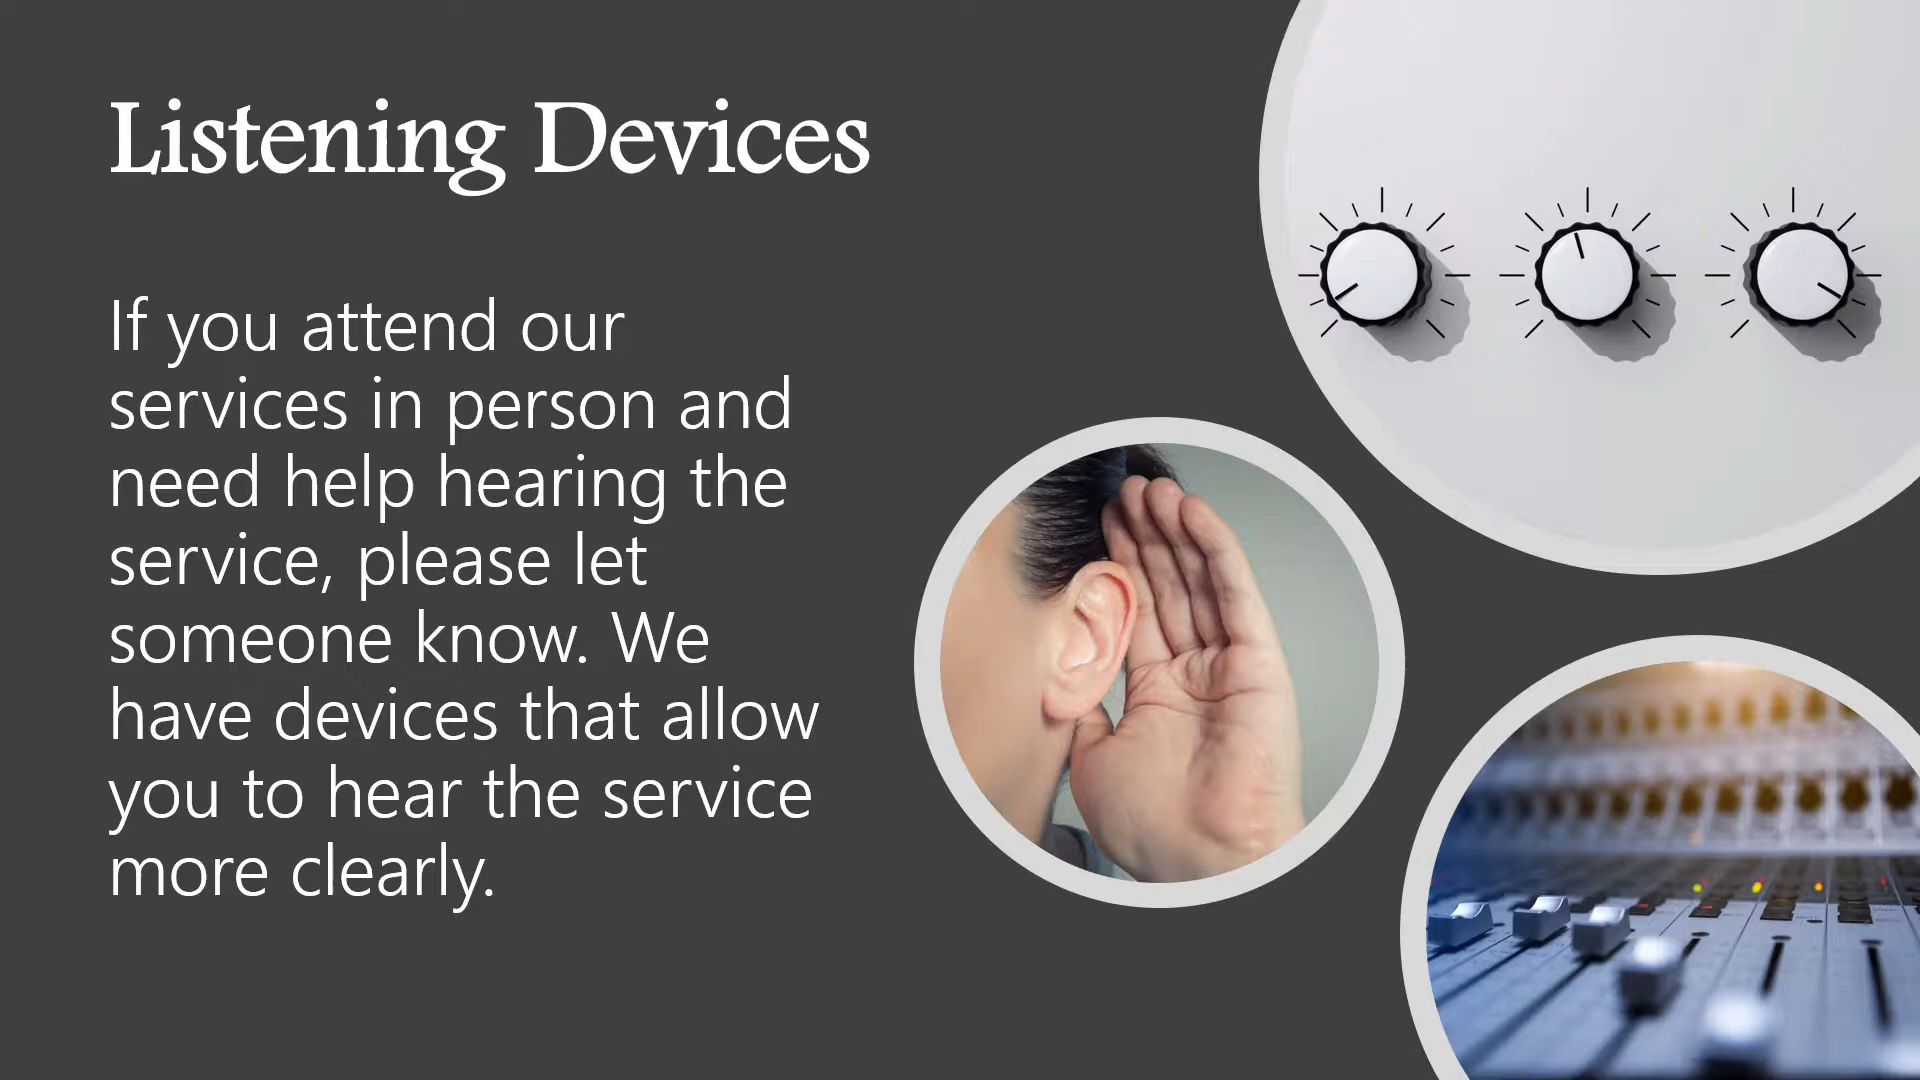 Listening Devices
If you attend our
services in person and
need help hearing the
service, please let
someone know. We
have devices that allow
you to hear the service
more clearly.